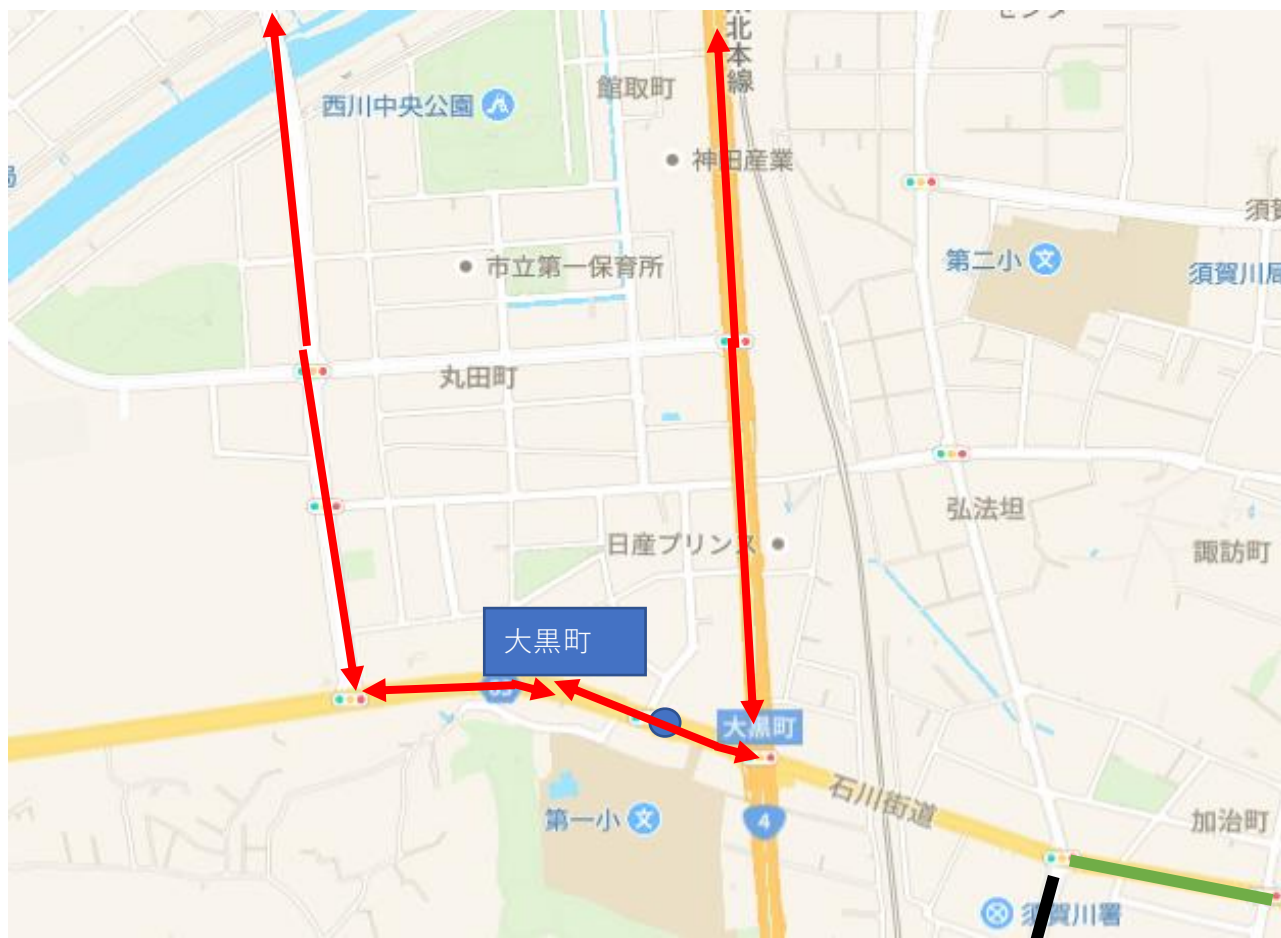 北本線
館取町
西川中央公園
神田産業
市立第一保育所
第二小
文
須賀川局
丸田町
弘法坦
日産プリンス
諏訪町
大黒町
大黒町
石川街道
第一小
文
4
加治町
須賀川署